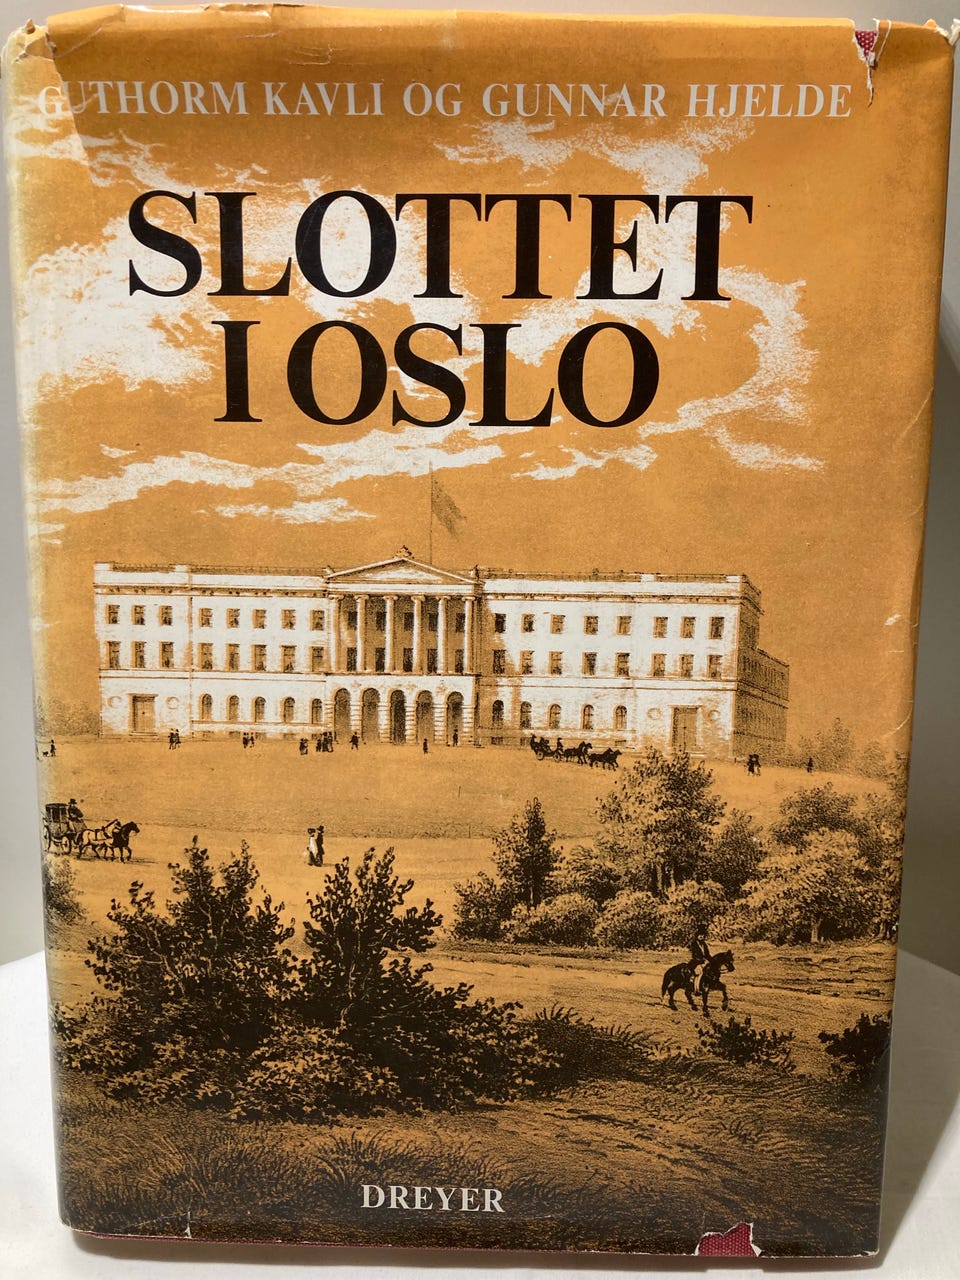 GUTHORM KAVLI OG GUNNAR HJELDE
SLOTTET
I OSLO
DREYER